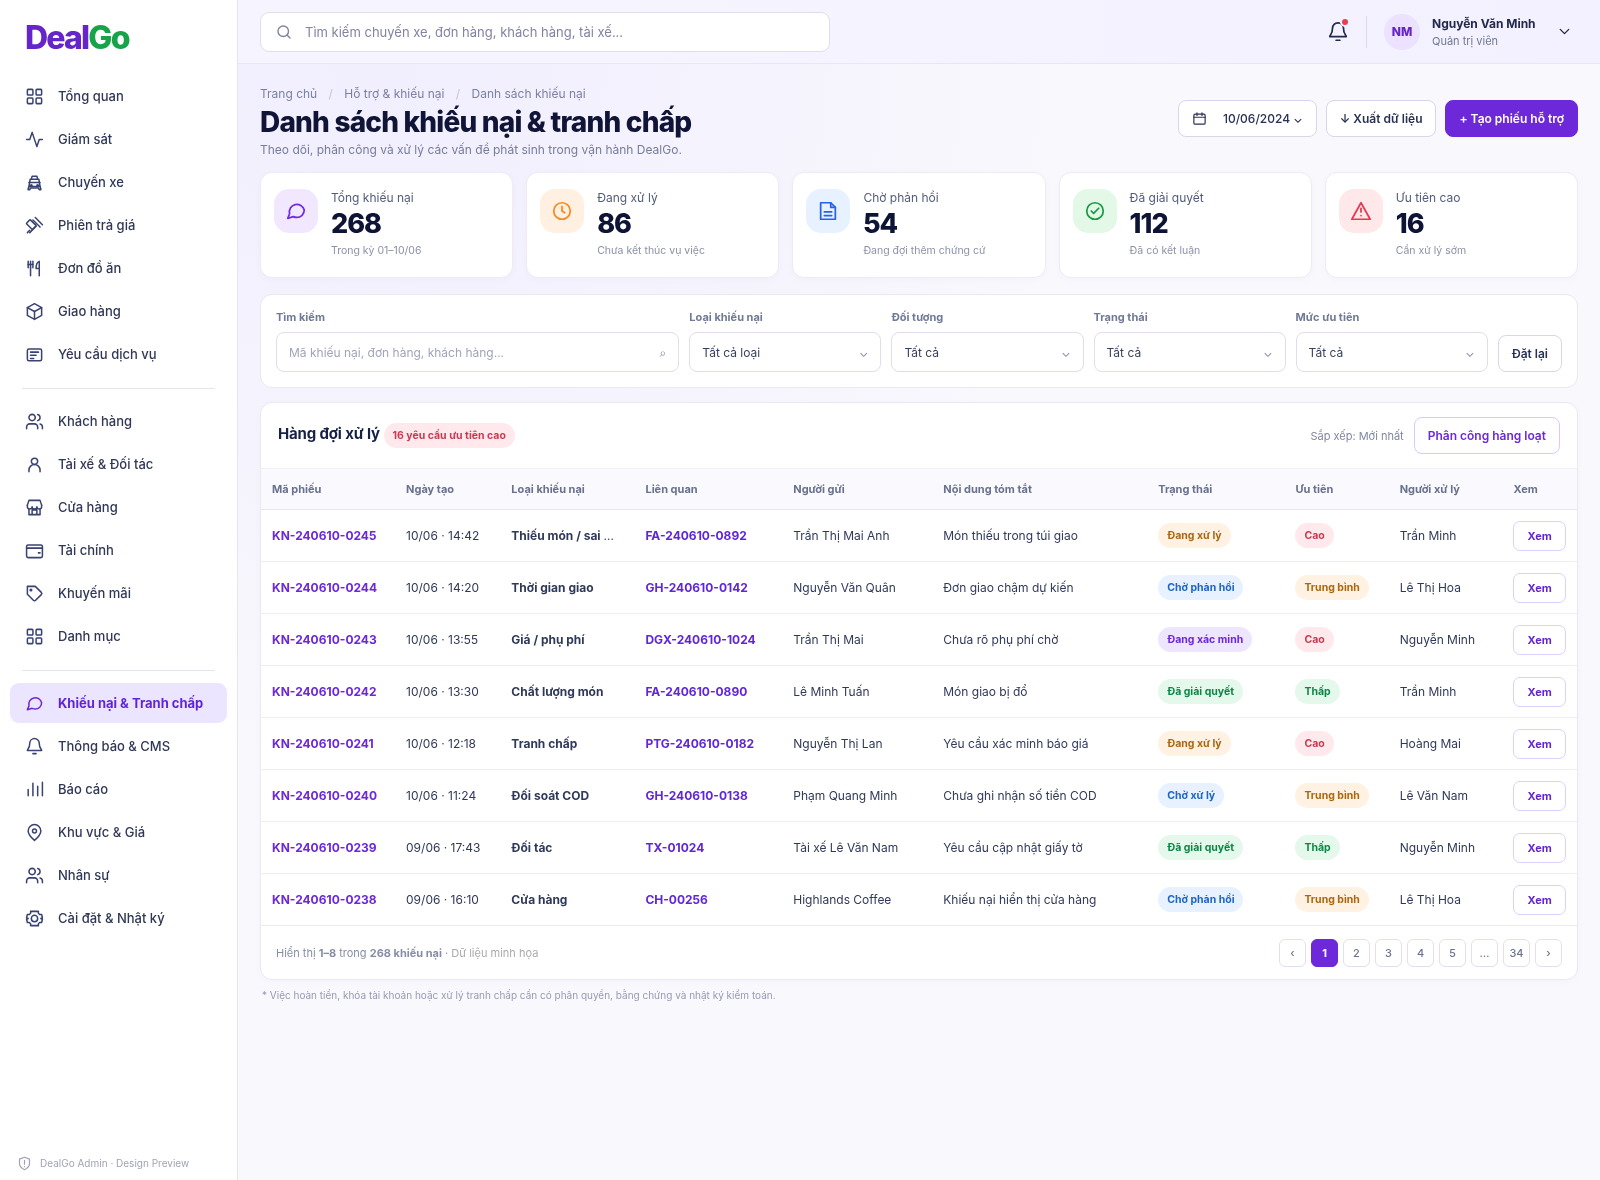 DealGo
Tổng quan
Giám sát
Chuyến xe
Phiên trả giá
Đơn đồ ăn
Giao hàng
Yêu cầu dịch vụ
Khách hàng
Tài xế & Đối tác
Cửa hàng
Tài chính
Khuyến mãi
Danh mục
Khiếu nại & Tranh chấp
Thông báo & CMS
Báo cáo
Khu vực & Giá
Nhân sự
Cài đặt & Nhật ký
DealGo Admin · Design Preview
Tìm kiếm chuyến xe, đơn hàng, khách hàng, tài xế...
NM
Nguyễn Văn Minh
Quản trị viên
Trang chủ / Hỗ trợ & khiếu nại / Danh sách khiếu nại
Danh sách khiếu nại & tranh chấp
Theo dõi, phân công và xử lý các vấn đề phát sinh trong vận hành DealGo.
10/06/2024
↓ Xuất dữ liệu
+ Tạo phiếu hỗ trợ
Tổng khiếu nại
268
Trong kỳ 01–10/06
Đang xử lý
86
Chưa kết thúc vụ việc
Chờ phản hồi
54
Đang đợi thêm chứng cứ
Đã giải quyết
112
Đã có kết luận
Ưu tiên cao
16
Cần xử lý sớm
Tìm kiếm Loại khiếu nại Đối tượng Trạng thái Mức ưu tiên
Mã khiếu nại, đơn hàng, khách hàng... Tất cả loại Tất cả Tất cả Tất cả Đặt lại
Hàng đợi xử lý 16 yêu cầu ưu tiên cao Sắp xếp: Mới nhất Phân công hàng loạt
Mã phiếu Ngày tạo Loại khiếu nại Liên quan Người gửi Nội dung tóm tắt Trạng thái Ưu tiên Người xử lý Xem
KN-240610-0245 10/06 · 14:42 Thiếu món / sai ... FA-240610-0892 Trần Thị Mai Anh Món thiếu trong túi giao Đang xử lý Cao Trần Minh Xem
KN-240610-0244 10/06 · 14:20 Thời gian giao GH-240610-0142 Nguyễn Văn Quân Đơn giao chậm dự kiến Chờ phản hồi Trung bình Lê Thị Hoa Xem
KN-240610-0243 10/06 · 13:55 Giá / phụ phí DGX-240610-1024 Trần Thị Mai Chưa rõ phụ phí chờ Đang xác minh Cao Nguyễn Minh Xem
KN-240610-0242 10/06 · 13:30 Chất lượng món FA-240610-0890 Lê Minh Tuấn Món giao bị đổ Đã giải quyết Thấp Trần Minh Xem
KN-240610-0241 10/06 · 12:18 Tranh chấp PTG-240610-0182 Nguyễn Thị Lan Yêu cầu xác minh báo giá Đang xử lý Cao Hoàng Mai Xem
KN-240610-0240 10/06 · 11:24 Đối soát COD GH-240610-0138 Phạm Quang Minh Chưa ghi nhận số tiền COD Chờ xử lý Trung bình Lê Văn Nam Xem
KN-240610-0239 09/06 · 17:43 Đối tác TX-01024 Tài xế Lê Văn Nam Yêu cầu cập nhật giấy tờ Đã giải quyết Thấp Nguyễn Minh Xem
KN-240610-0238 09/06 · 16:10 Cửa hàng CH-00256 Highlands Coffee Khiếu nại hiển thị cửa hàng Chờ phản hồi Trung bình Lê Thị Hoa Xem
Hiển thị 1–8 trong 268 khiếu nại · Dữ liệu minh họa ‹ 1 2 3 4 5 ... 34 ›
* Việc hoàn tiền, khóa tài khoản hoặc xử lý tranh chấp cần có phân quyền, bằng chứng và nhật ký kiểm toán.